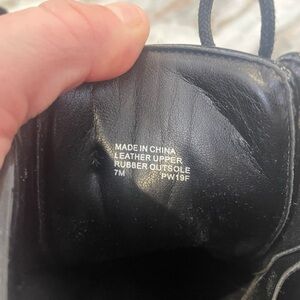 MADE IN CHINA
LEATHER UPPER
RUBBER OUTSOLE
7M PW19F